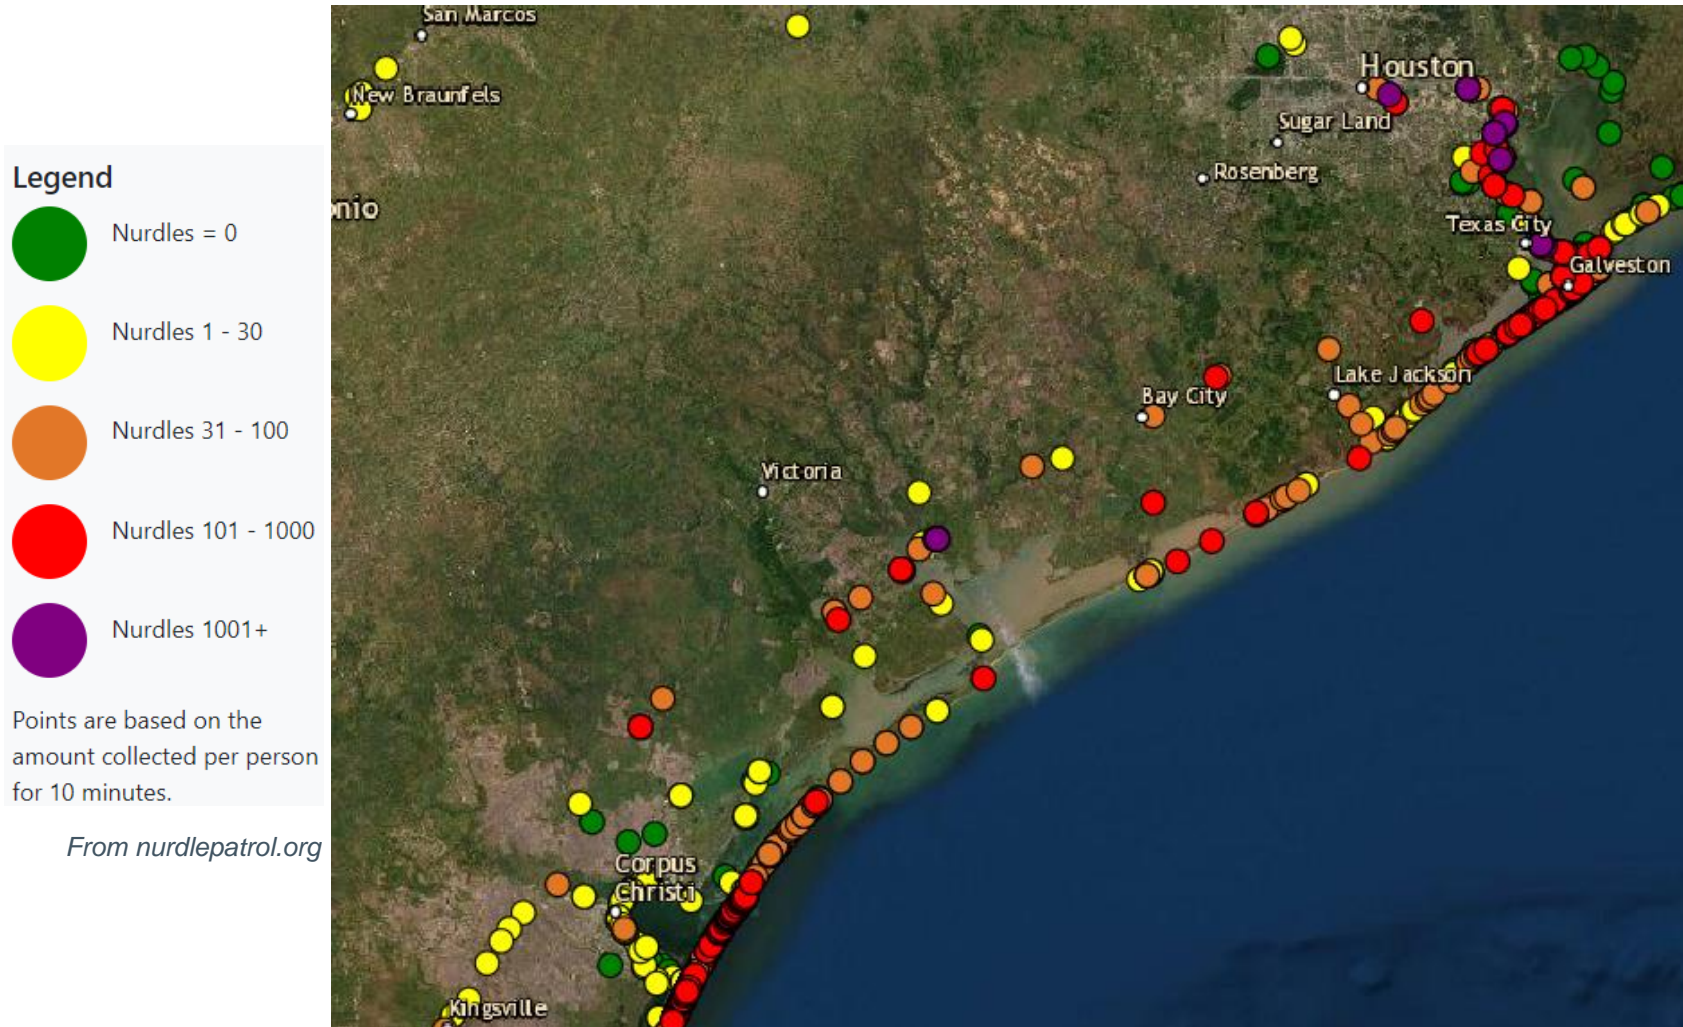 Legend
Nurdles = 0
Nurdles 1 - 30
Nurdles 31 - 100
Nurdles 101 - 1000
Nurdles 1001+
Points are based on the
amount collected per person
for 10 minutes.
From nurdlepatrol.org
San Marcos
New Braunfels
nio
Houston
Sugar Land
Rosenberg
Texas City
Galveston
Lake Jackson
Bay City
Victoria
Corpus
Christi
Kingsville